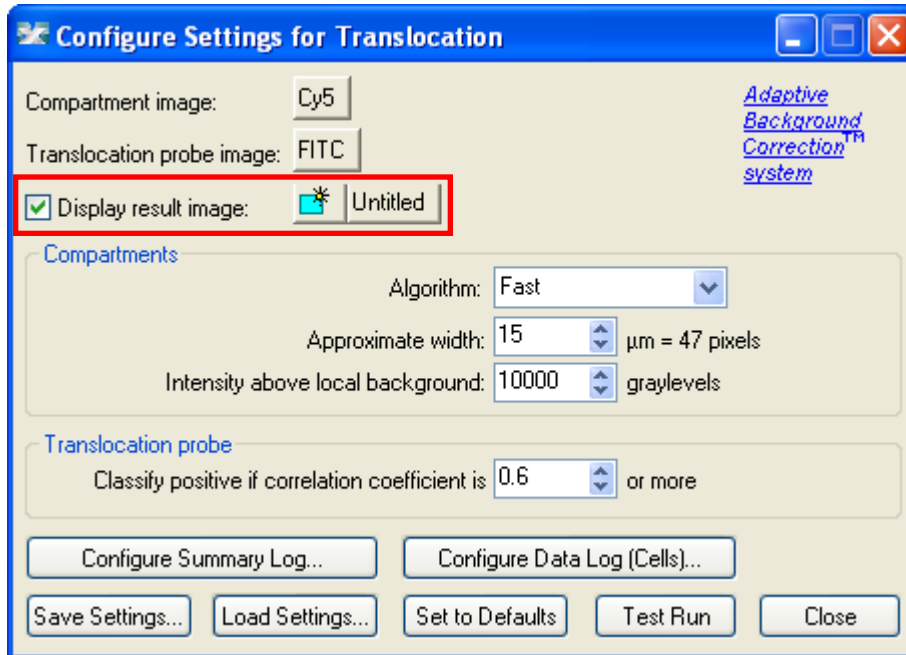 Configure Settings for Translocation
Compartment image: Cy5
Adaptive
Background
Correction™
system
Translocation probe image: FITC
Display result image: Untitled
Compartments
Algorithm: Fast
Approximate width: 15 µm = 47 pixels
Intensity above local background: 10000 graylevels
Translocation probe
Classify positive if correlation coefficient is 0.6 or more
Configure Summary Log... Configure Data Log (Cells)...
Save Settings... Load Settings... Set to Defaults Test Run Close